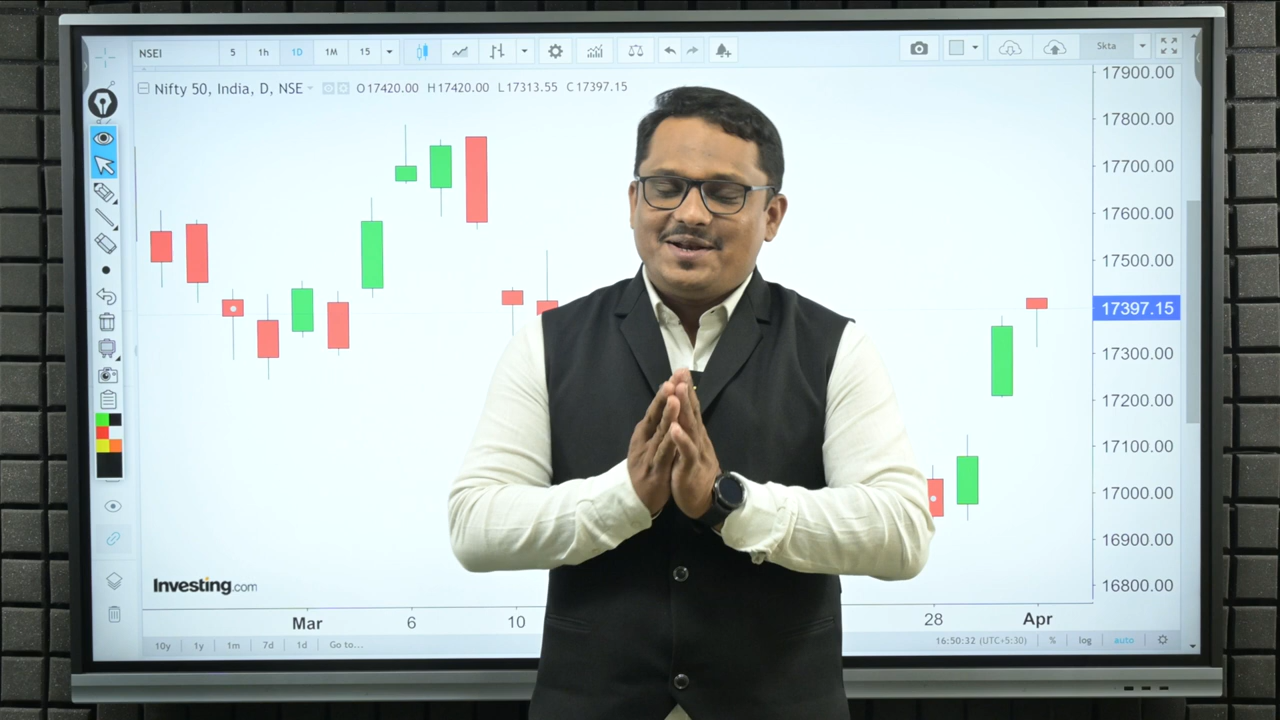 NSEI 5 1h 1D 1M 15 Skta
Nifty 50, India, D, NSE O17420.00 H17420.00 L17313.55 C17397.15
17900.00
17800.00
17700.00
17600.00
17500.00
17397.15
17300.00
17200.00
17100.00
17000.00
16900.00
16800.00
Investing.com
Mar 6 10 28 Apr
10y 1y 1m 7d 1d Go to... 16:50:32 (UTC+5:30) % log auto